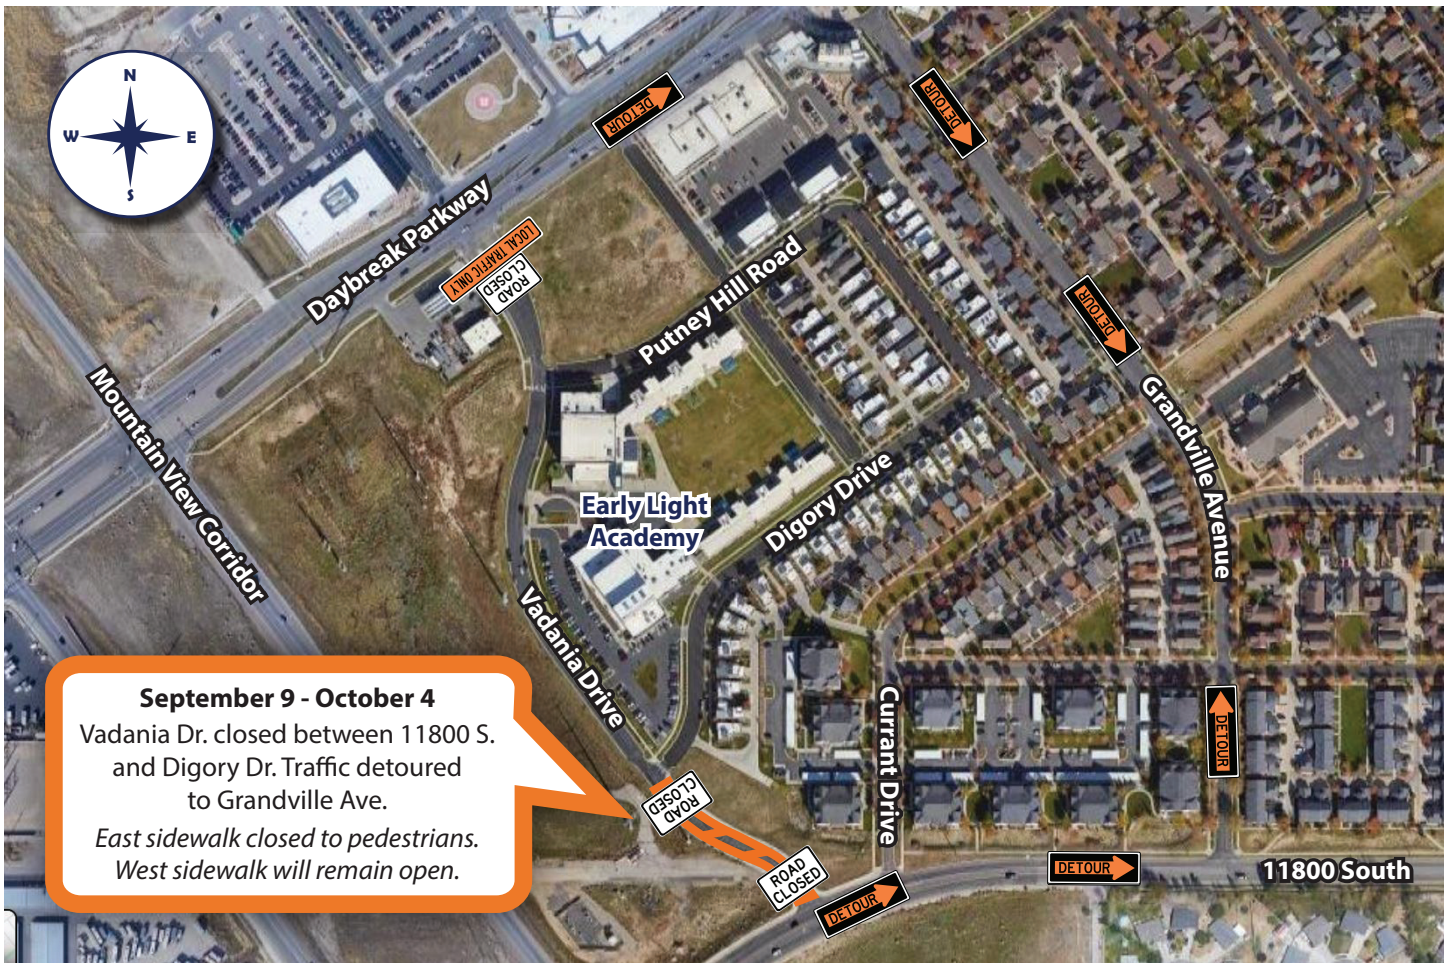 N
W
E
S
DETOUR
DETOUR
Daybreak Parkway
LOCAL TRAFFIC ONLY
ROAD
CLOSED
Putney Hill Road
DETOUR
Mountain View Corridor
Grandville Avenue
Early Light
Academy
Digory Drive
Vadania Drive
September 9 - October 4
Vadania Dr. closed between 11800 S.
and Digory Dr. Traffic detoured
to Grandville Ave.
East sidewalk closed to pedestrians.
West sidewalk will remain open.
Currant Drive
DETOUR
ROAD
CLOSED
ROAD
CLOSED
DETOUR
DETOUR
11800 South